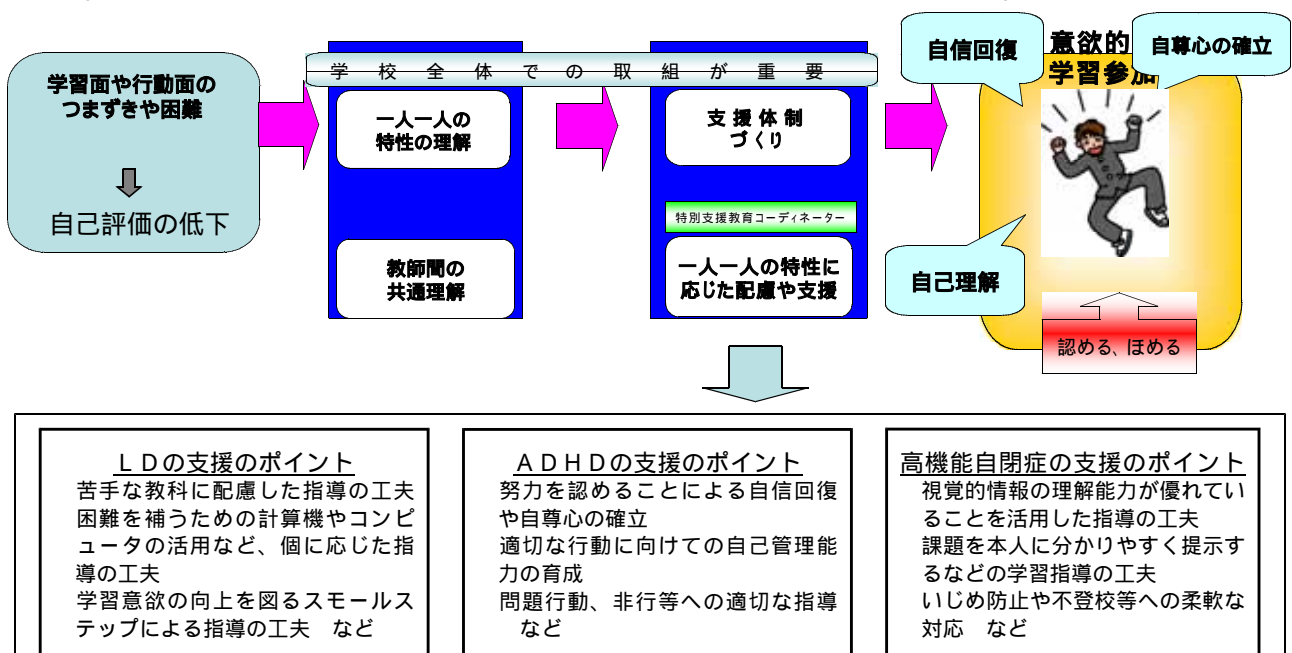 学習面や行動面の
つまずきや困難
自己評価の低下
学校全体での取組が重要
一人一人の
特性の理解
教師間の
共通理解
支援体制
づくり
特別支援教育コーディネーター
一人一人の特性に
応じた配慮や支援
自信回復
意欲的
学習参加
自尊心の確立
自己理解
認める、ほめる
ＬＤの支援のポイント
苦手な教科に配慮した指導の工夫
困難を補うための計算機やコンピ
ュータの活用など、個に応じた指
導の工夫
学習意欲の向上を図るスモールス
テップによる指導の工夫　など
ＡＤＨＤの支援のポイント
努力を認めることによる自信回復
や自尊心の確立
適切な行動に向けての自己管理能
力の育成
問題行動、非行等への適切な指導
など
高機能自閉症の支援のポイント
視覚的情報の理解能力が優れてい
ることを活用した指導の工夫
課題を本人に分かりやすく提示す
るなどの学習指導の工夫
いじめ防止や不登校等への柔軟な
対応　など